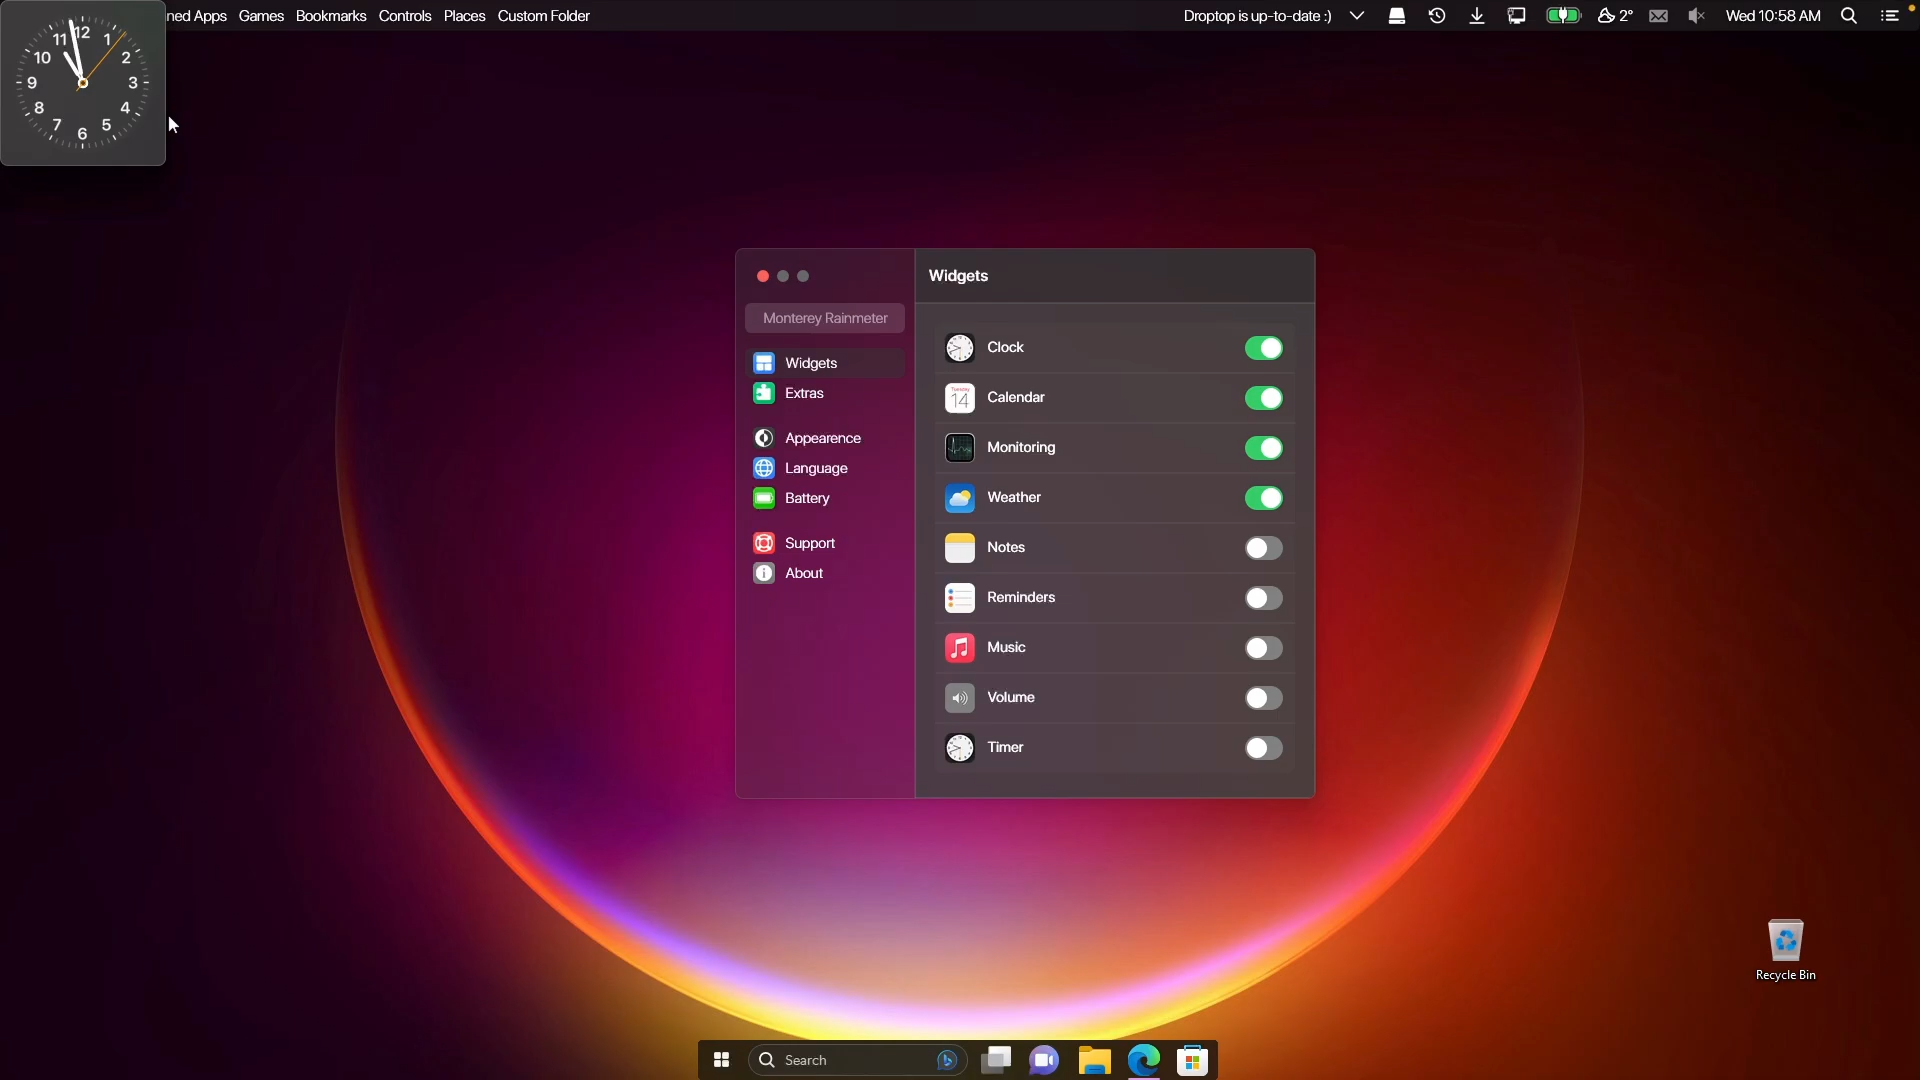 ned Apps Games Bookmarks Controls Places Custom Folder
Droptop is up-to-date :) 2° Wed 10:58 AM
12 1 2 3 4 5 6 7 8 9 10 11
Widgets
Monterey Rainmeter
Widgets
Extras
Appearence
Language
Battery
Support
About
Clock
Calendar
Tuesday
14
Monitoring
Weather
Notes
Reminders
Music
Volume
Timer
Recycle Bin
Search